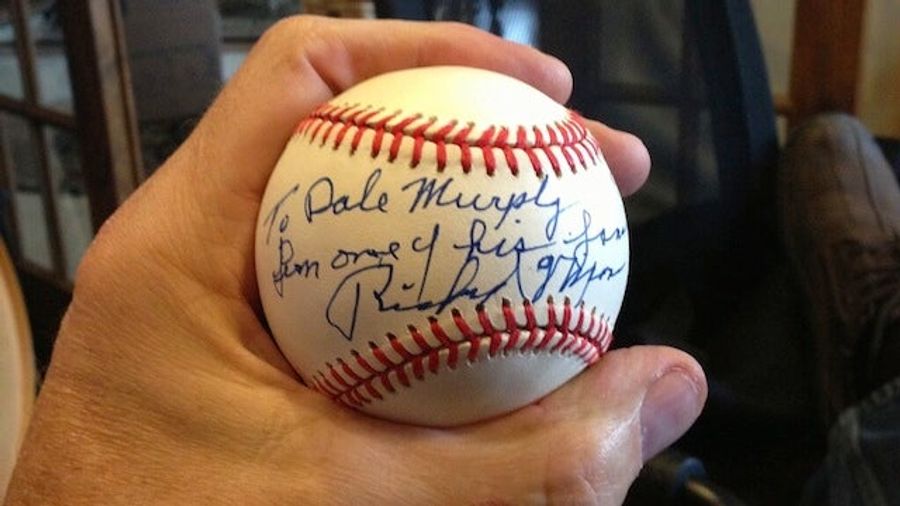 To Dale Murphy
from one of his fans
Richard Nixon